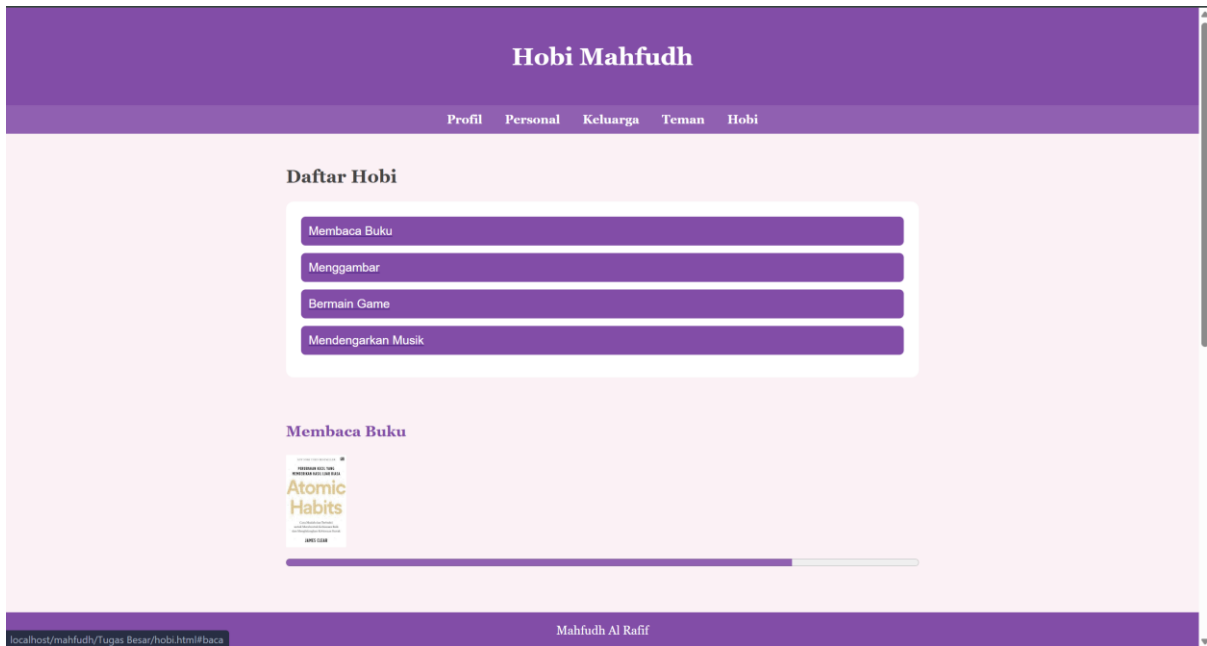 Hobi Mahfudh
Profil Personal Keluarga Teman Hobi
Daftar Hobi
Membaca Buku
Menggambar
Bermain Game
Mendengarkan Musik
Membaca Buku
Atomic
Habits
JAMES CLEAR
Mahfudh Al Rafif
localhost/mahfudh/Tugas Besar/hobi.html#baca